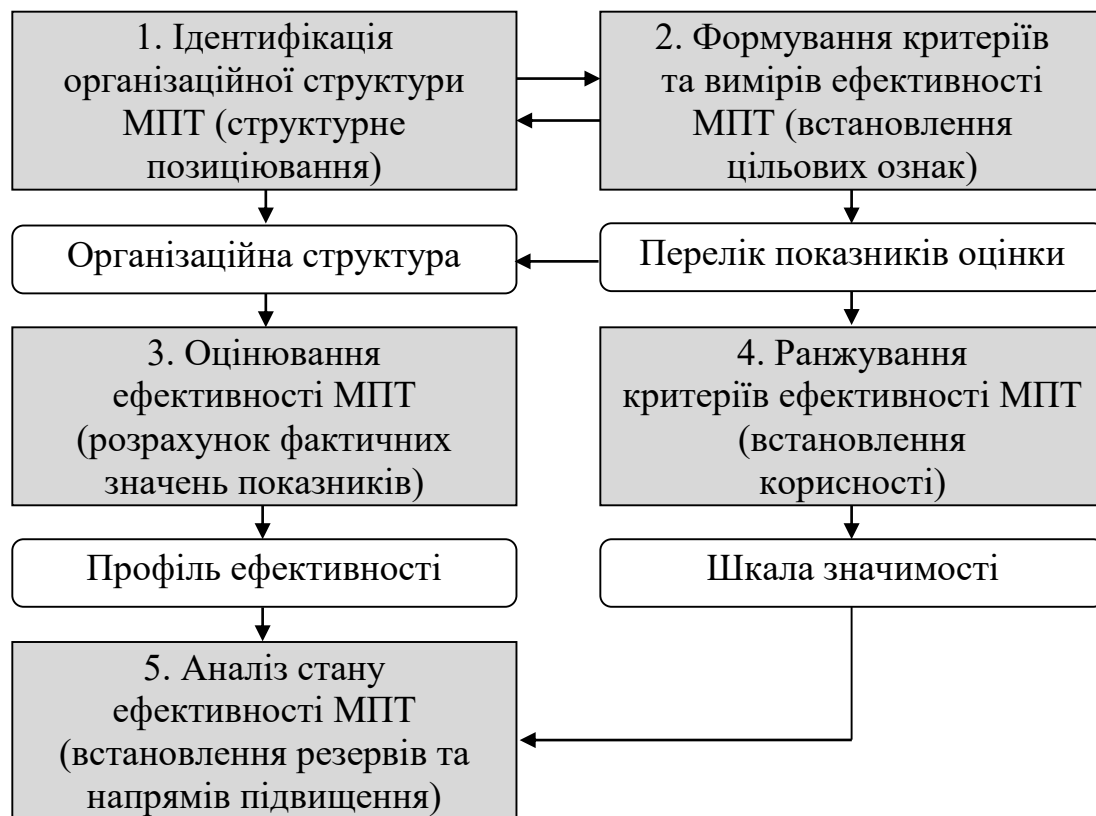 1. Ідентифікація
організаційної структури
МПТ (структурне
позиціювання)
2. Формування критеріїв
та вимірів ефективності
МПТ (встановлення
цільових ознак)
Організаційна структура
Перелік показників оцінки
3. Оцінювання
ефективності МПТ
(розрахунок фактичних
значень показників)
4. Ранжування
критеріїв ефективності МПТ
(встановлення
корисності)
Профіль ефективності
Шкала значимості
5. Аналіз стану
ефективності МПТ
(встановлення резервів та
напрямів підвищення)